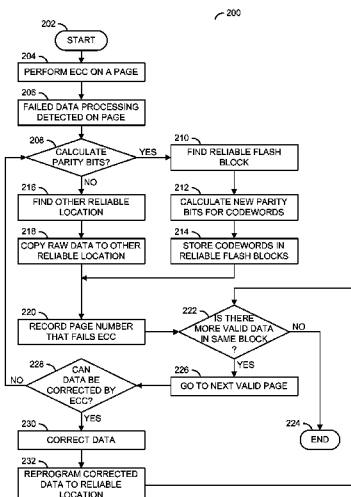 200
202
START
204
PERFORM ECC ON A PAGE
206
FAILED DATA PROCESSING
DETECTED ON PAGE
208
CALCULATE
PARITY BITS?
YES
NO
210
FIND RELIABLE FLASH
BLOCK
212
CALCULATE NEW PARITY
BITS FOR CODEWORDS
214
STORE CODEWORDS IN
RELIABLE FLASH BLOCKS
216
FIND OTHER RELIABLE
LOCATION
218
COPY RAW DATA TO OTHER
RELIABLE LOCATION
220
RECORD PAGE NUMBER
THAT FAILS ECC
222
IS THERE
MORE VALID DATA
IN SAME BLOCK
?
NO
YES
224
END
226
GO TO NEXT VALID PAGE
228
CAN
DATA BE
CORRECTED BY
ECC?
NO
YES
230
CORRECT DATA
232
REPROGRAM CORRECTED
DATA TO RELIABLE
LOCATION